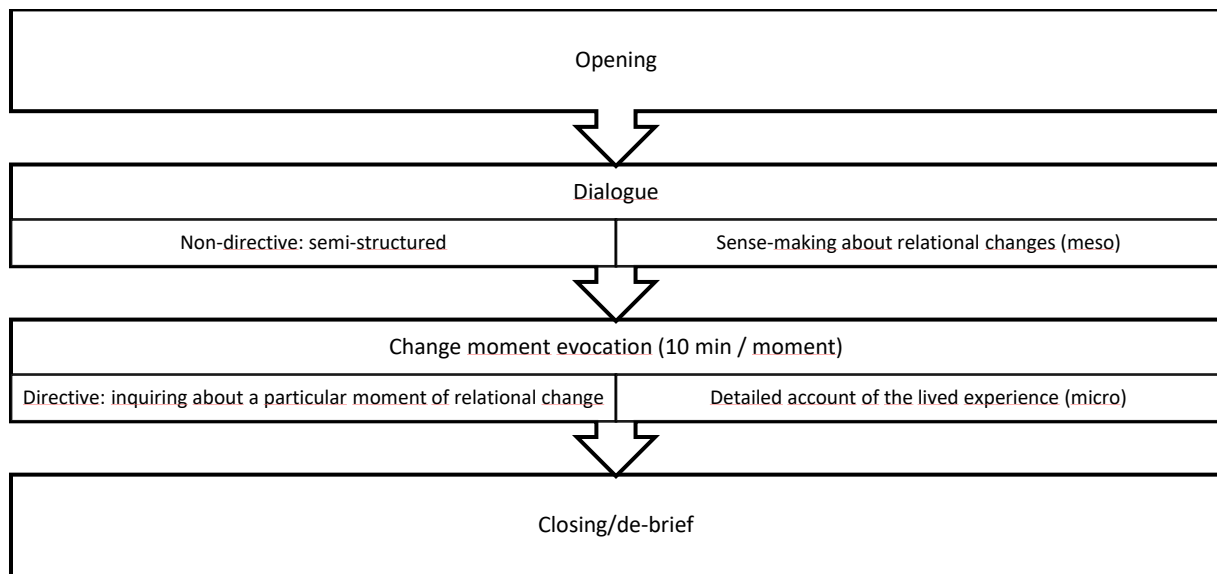 Opening
Dialogue
Non-directive: semi-structured
Sense-making about relational changes (meso)
Change moment evocation (10 min / moment)
Directive: inquiring about a particular moment of relational change
Detailed account of the lived experience (micro)
Closing/de-brief